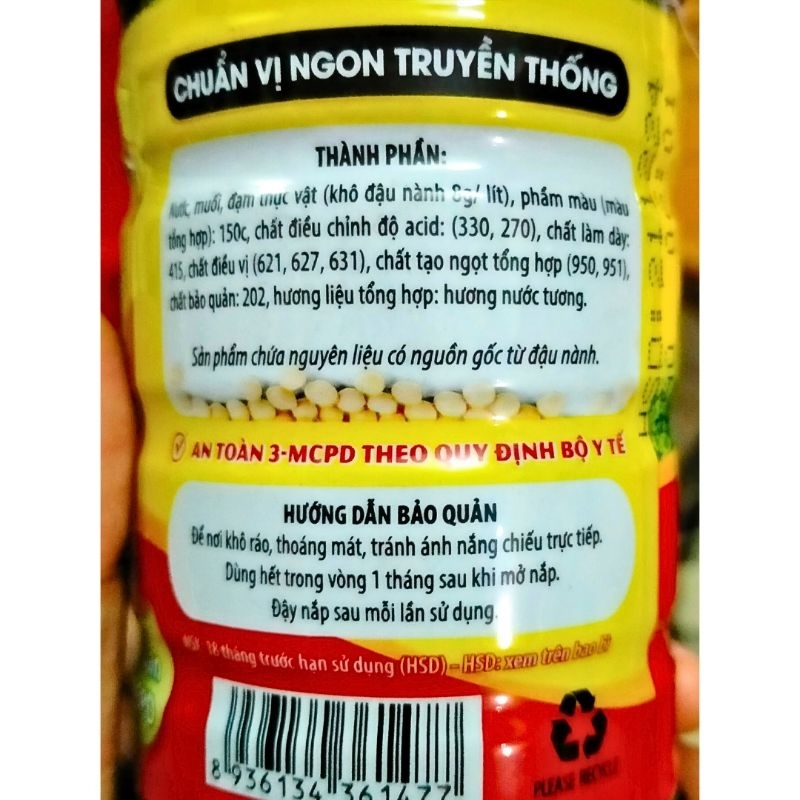 CHUẨN VỊ NGON TRUYỀN THỐNG
THÀNH PHẦN:
Nước, muối, đạm thực vật (khô đậu nành 8g/ lít), phẩm màu (màu
tổng hợp): 150c, chất điều chỉnh độ acid: (330, 270), chất làm dày:
415, chất điều vị (621, 627, 631), chất tạo ngọt tổng hợp (950, 951),
chất bảo quản: 202, hương liệu tổng hợp: hương nước tương.
Sản phẩm chứa nguyên liệu có nguồn gốc từ đậu nành.
AN TOÀN 3-MCPD THEO QUY ĐỊNH BỘ Y TẾ
HƯỚNG DẪN BẢO QUẢN
Để nơi khô ráo, thoáng mát, tránh ánh nắng chiếu trực tiếp.
Dùng hết trong vòng 1 tháng sau khi mở nắp.
Đậy nắp sau mỗi lần sử dụng.
NSX: 18 tháng trước hạn sử dụng (HSD) – HSD: xem trên bao bì
8 936134 361477
PLEASE RECYCLE